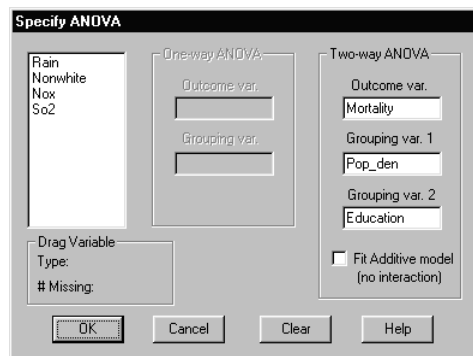 Specify ANOVA
Rain
Nonwhite
Nox
So2
Drag Variable
Type:
# Missing:
One-way ANOVA
Outcome var.
Grouping var.
Two-way ANOVA
Outcome var.
Mortality
Grouping var. 1
Pop_den
Grouping var. 2
Education
Fit Additive model
(no interaction)
OK
Cancel
Clear
Help